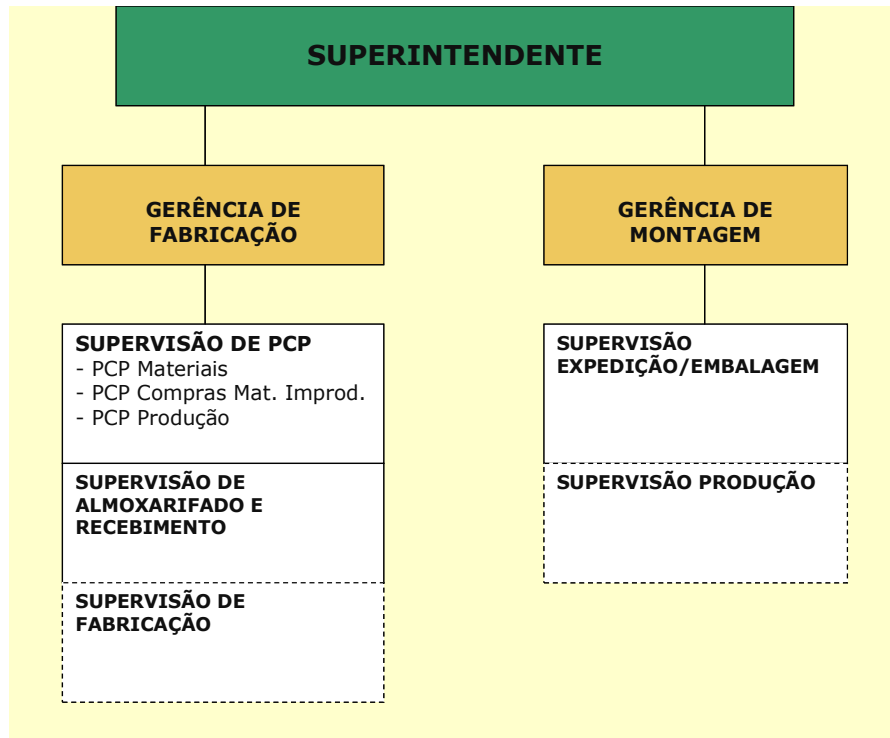 SUPERINTENDENTE
GERÊNCIA DE
FABRICAÇÃO
SUPERVISÃO DE PCP
- PCP Materiais
- PCP Compras Mat. Improd.
- PCP Produção
SUPERVISÃO DE
ALMOXARIFADO E
RECEBIMENTO
SUPERVISÃO DE
FABRICAÇÃO
GERÊNCIA DE
MONTAGEM
SUPERVISÃO
EXPEDIÇÃO/EMBALAGEM
SUPERVISÃO PRODUÇÃO